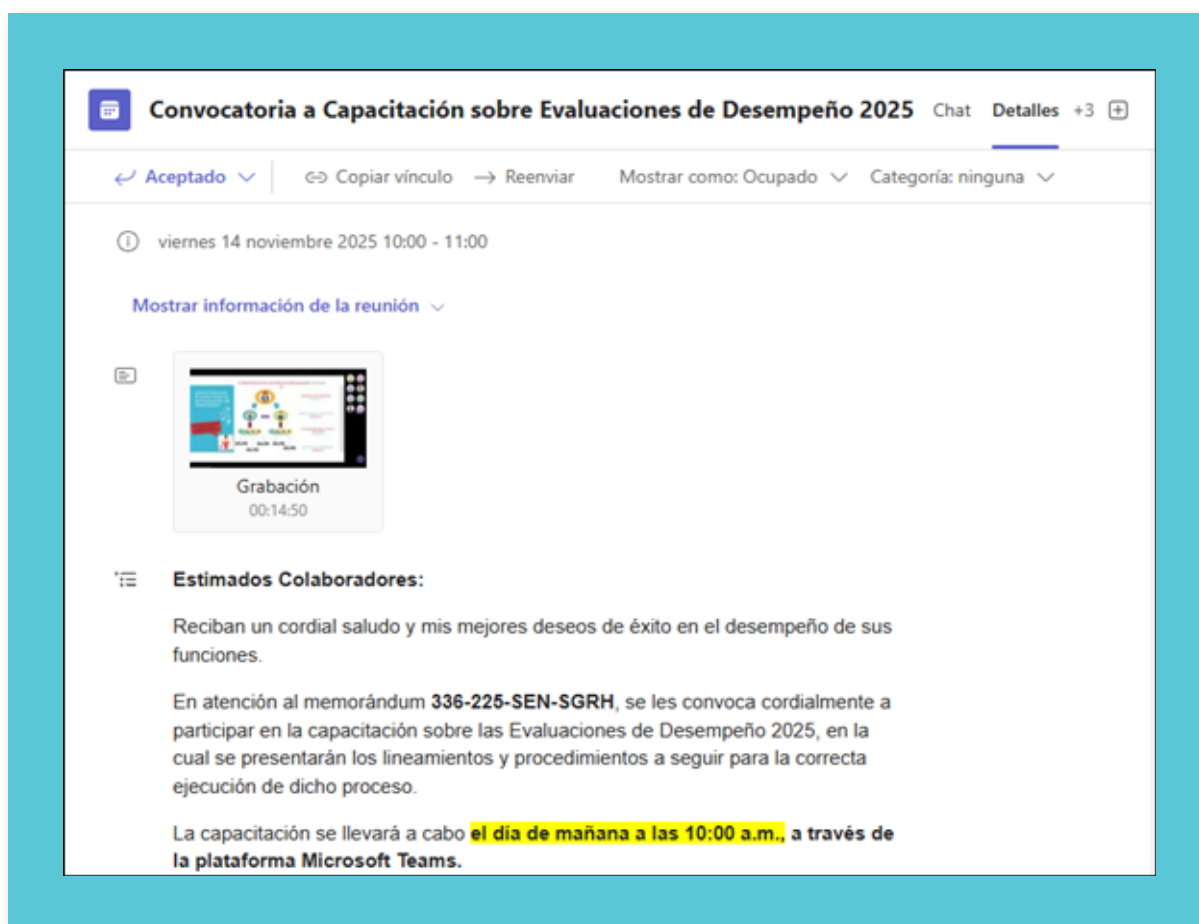 Convocatoria a Capacitación sobre Evaluaciones de Desempeño 2025 Chat Detalles +3
Aceptado Copiar vínculo Reenviar Mostrar como: Ocupado Categoría: ninguna
viernes 14 noviembre 2025 10:00 - 11:00
Mostrar información de la reunión
Grabación
00:14:50
Estimados Colaboradores:
Reciban un cordial saludo y mis mejores deseos de éxito en el desempeño de sus
funciones.
En atención al memorándum 336-225-SEN-SGRH, se les convoca cordialmente a
participar en la capacitación sobre las Evaluaciones de Desempeño 2025, en la
cual se presentarán los lineamientos y procedimientos a seguir para la correcta
ejecución de dicho proceso.
La capacitación se llevará a cabo el día de mañana a las 10:00 a.m., a través de
la plataforma Microsoft Teams.